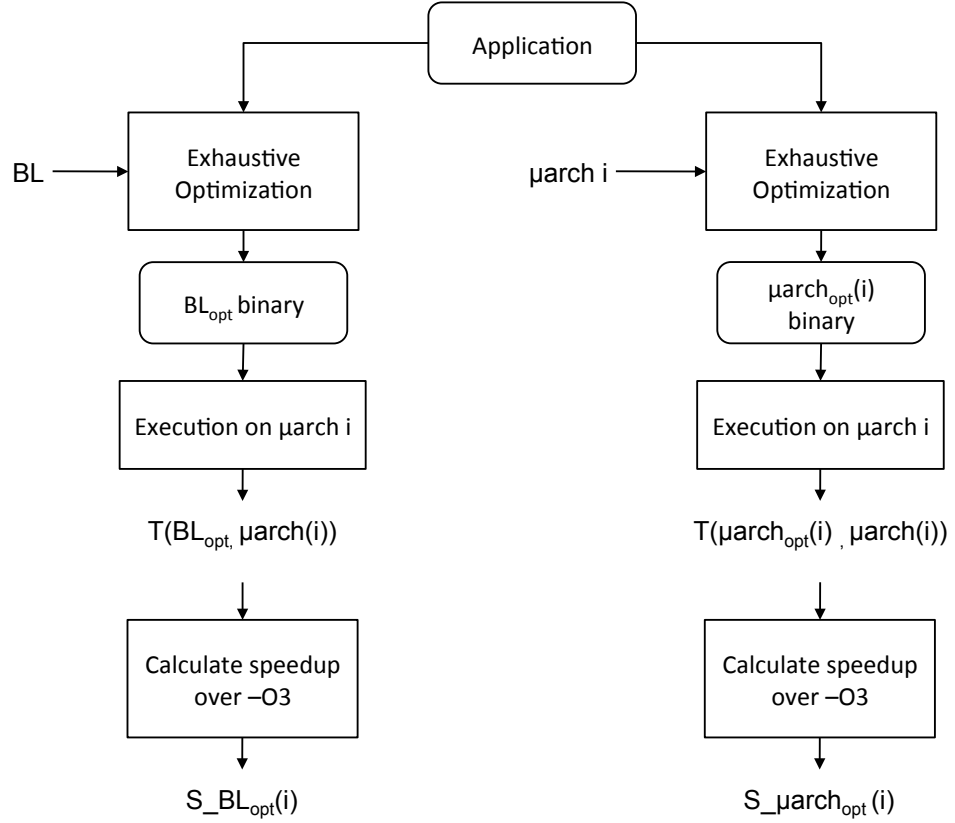 Application
BL
Exhaustive
Optimization
µarch i
Exhaustive
Optimization
BLopt binary
µarchopt(i)
binary
Execution on µarch i
Execution on µarch i
T(BLopt, µarch(i))
T(µarchopt(i) , µarch(i))
Calculate speedup
over –O3
Calculate speedup
over –O3
S_BLopt(i)
S_µarchopt (i)